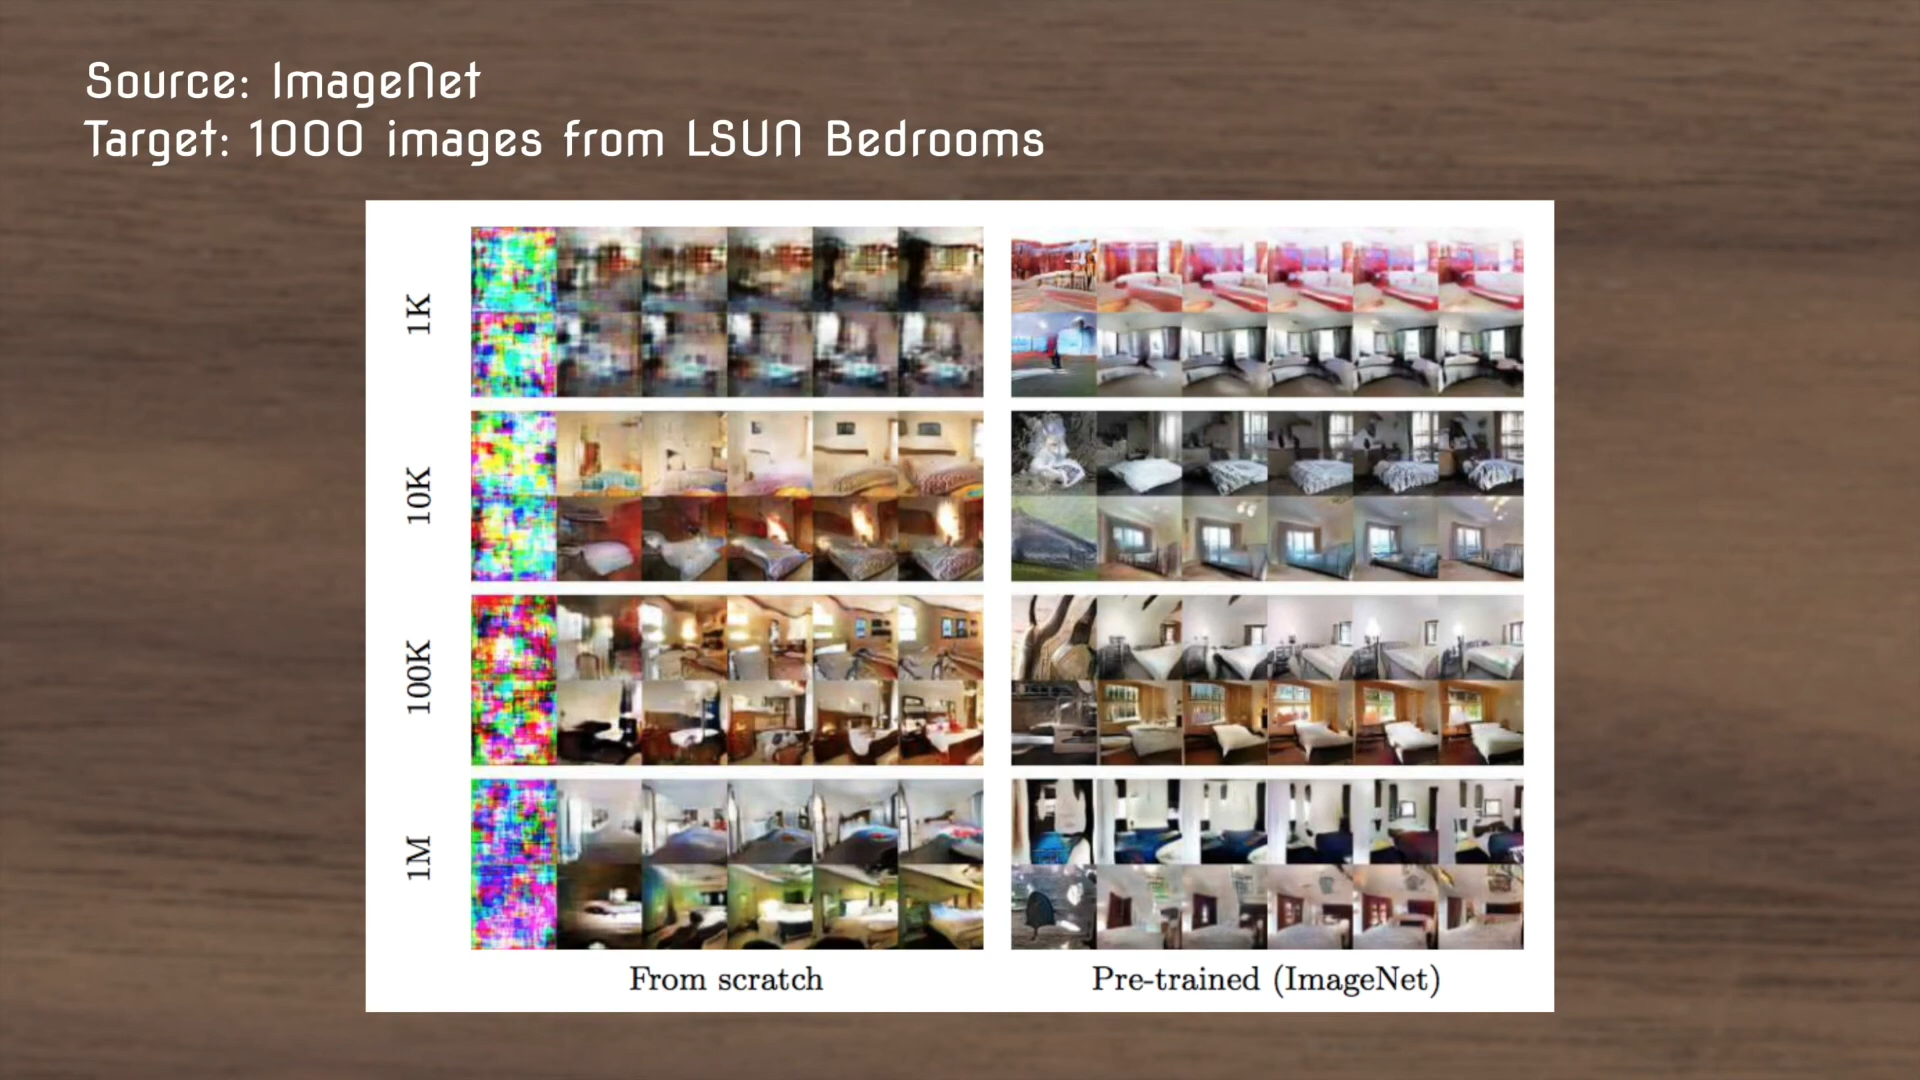 Source: ImageNet
Target: 1000 images from LSUN Bedrooms
1K
10K
100K
1M
From scratch
Pre-trained (ImageNet)